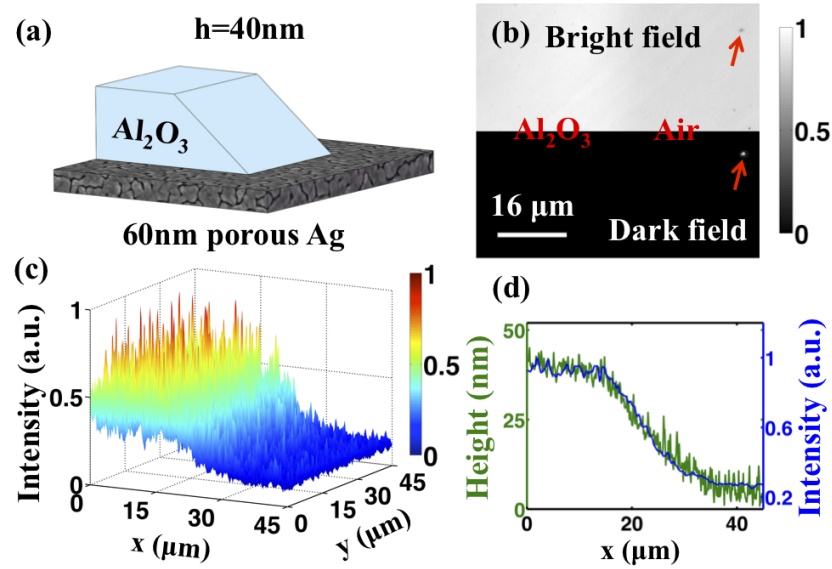 (a)
h=40nm
Al₂O₃
60nm porous Ag
(b)
Bright field
Al₂O₃
Air
16 μm
Dark field
1
0.5
0
(c)
Intensity (a.u.)
1
0.5
0
0
15
30
45
x (μm)
0
15
30
45
y (μm)
1
0.5
0
(d)
Height (nm)
50
25
0
0
20
40
x (μm)
Intensity (a.u.)
1
0.6
0.2